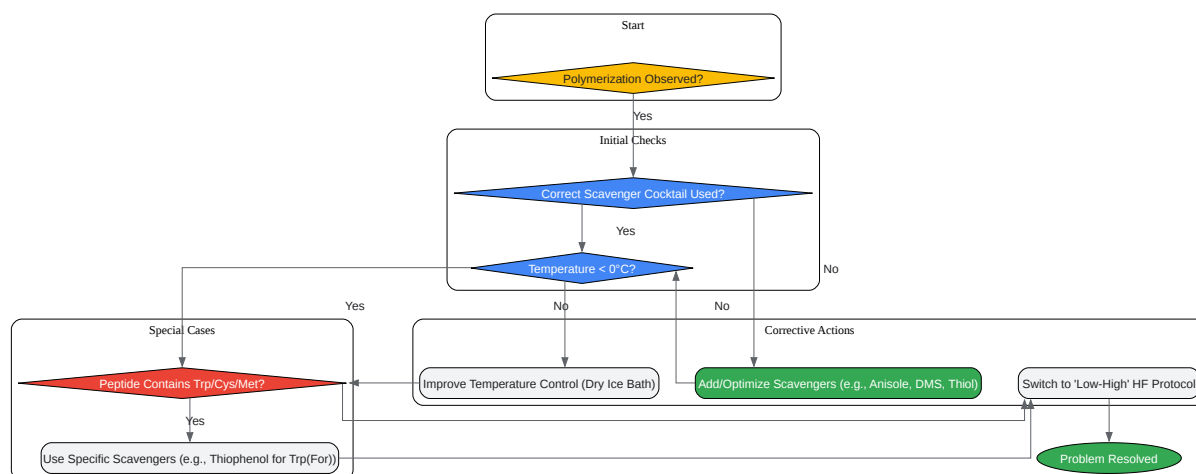 Start
Polymerization Observed?
Yes
Initial Checks
Correct Scavenger Cocktail Used?
Yes
Temperature < 0°C?
No
Yes
No
No
Special Cases
Corrective Actions
Peptide Contains Trp/Cys/Met?
Improve Temperature Control (Dry Ice Bath)
Add/Optimize Scavengers (e.g., Anisole, DMS, Thiol)
Switch to 'Low-High' HF Protocol
Yes
Use Specific Scavengers (e.g., Thiophenol for Trp(For))
Problem Resolved